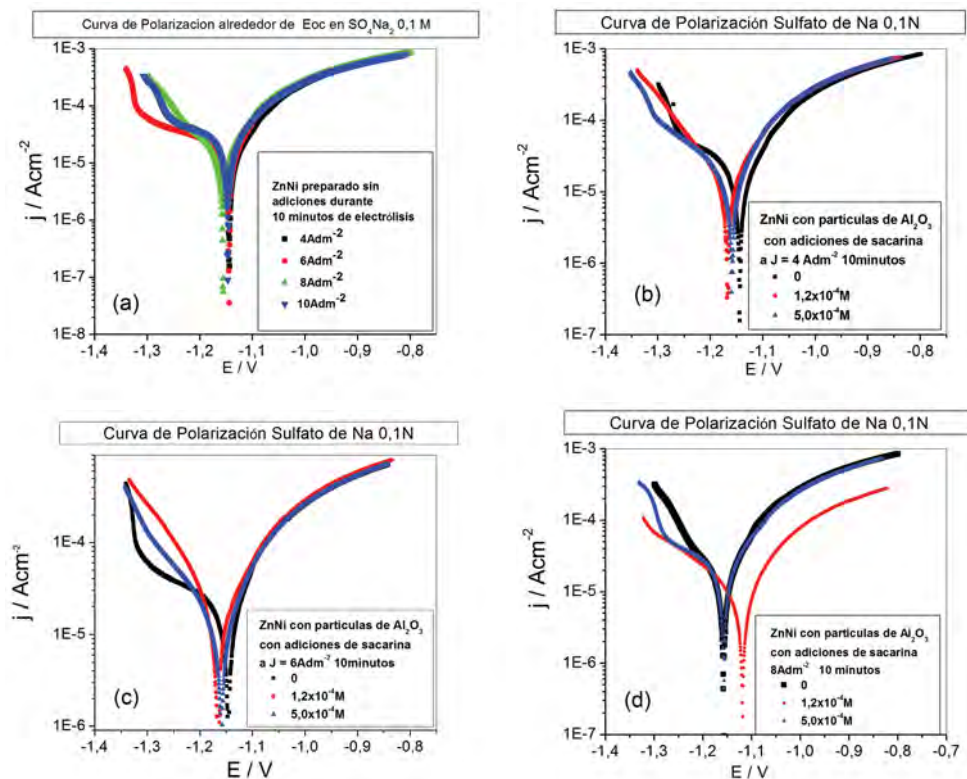 Curva de Polarizacion alrededor de Eoc en SO4Na2 0,1 M
1E-3
1E-4
1E-5
1E-6
1E-7
1E-8
j / Acm-2
ZnNi preparado sin
adiciones durante
10 minutos de electrólisis
4Adm-2
6Adm-2
8Adm-2
10Adm-2
(a)
-1,4 -1,3 -1,2 -1,1 -1,0 -0,9 -0,8
E / V
Curva de Polarización Sulfato de Na 0,1N
1E-3
1E-4
1E-5
1E-6
1E-7
j / Acm-2
ZnNi con particulas de Al2O3
con adiciones de sacarina
a J = 4 Adm-2 10minutos
0
1,2x10-4M
5,0x10-4M
(b)
-1,4 -1,3 -1,2 -1,1 -1,0 -0,9 -0,8
E / V
Curva de Polarización Sulfato de Na 0,1N
1E-4
1E-5
1E-6
j / Acm-2
ZnNi con particulas de Al2O3
con adiciones de sacarina
a J = 6Adm-2 10minutos
0
1,2x10-4M
5,0x10-4M
(c)
-1,4 -1,3 -1,2 -1,1 -1,0 -0,9 -0,8
E / V
Curva de Polarización Sulfato de Na 0,1N
1E-3
1E-4
1E-5
1E-6
1E-7
j / Acm-2
ZnNi con particulas de Al2O3
con adiciones de sacarina
8Adm-2 10 minutos
0
1,2x10-4M
5,0x10-4M
(d)
-1,4 -1,3 -1,2 -1,1 -1,0 -0,9 -0,8 -0,7
E / V